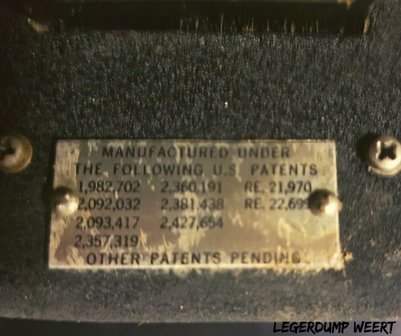 MANUFACTURED UNDER
THE FOLLOWING U.S. PATENTS
1,982,702 2,360,191 RE. 21,970
2,092,032 2,381,438 RE. 22,699
2,093,417 2,427,654
2,357,319
OTHER PATENTS PENDING
LEGERDUMP WEERT